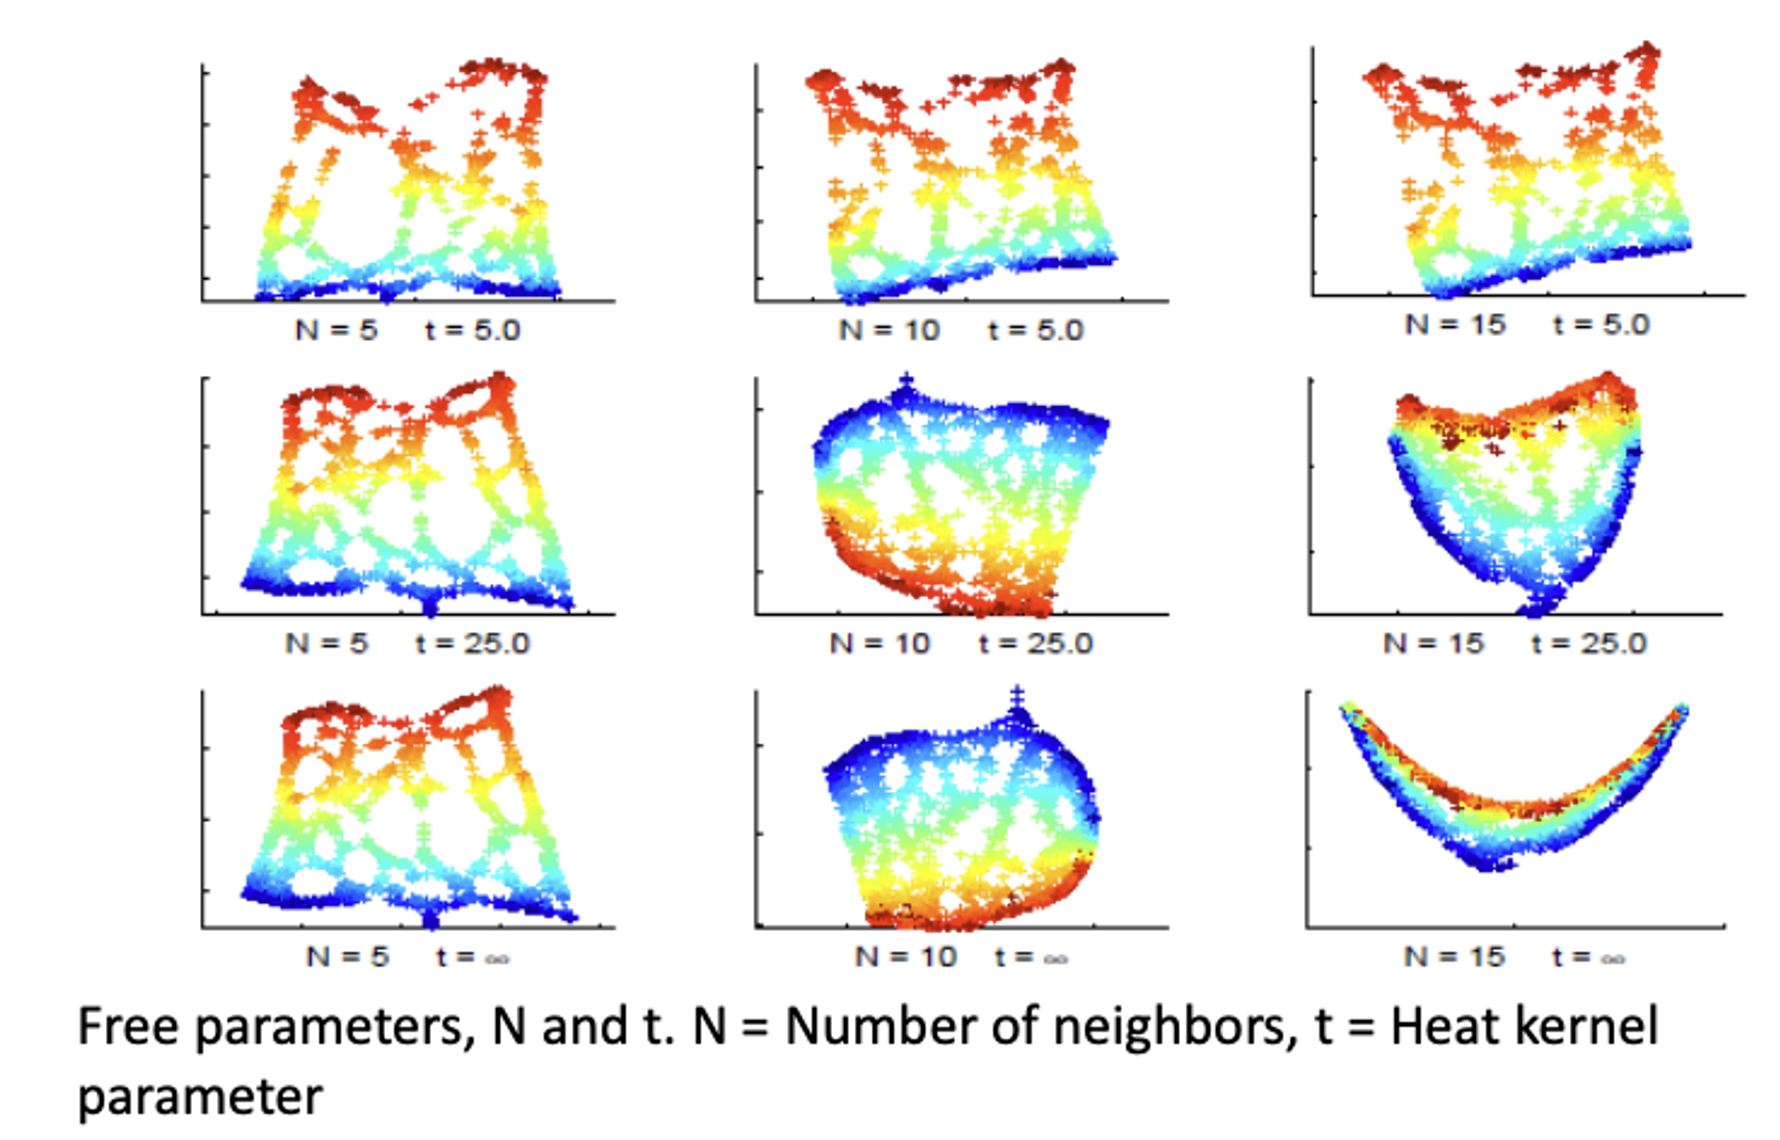 N = 5 t = 5.0
N = 10 t = 5.0
N = 15 t = 5.0
N = 5 t = 25.0
N = 10 t = 25.0
N = 15 t = 25.0
N = 5 t = ∞
N = 10 t = ∞
N = 15 t = ∞
Free parameters, N and t. N = Number of neighbors, t = Heat kernel
parameter